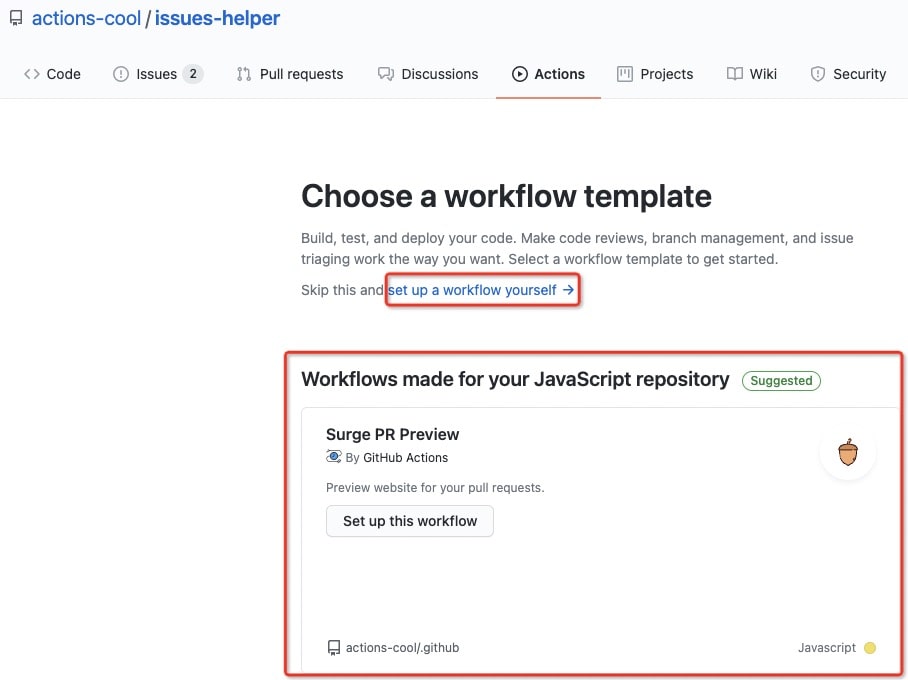 actions-cool / issues-helper
Code Issues 2 Pull requests Discussions Actions Projects Wiki Security
Choose a workflow template
Build, test, and deploy your code. Make code reviews, branch management, and issue
triaging work the way you want. Select a workflow template to get started.
Skip this and set up a workflow yourself →
Workflows made for your JavaScript repository Suggested
Surge PR Preview
By GitHub Actions
Preview website for your pull requests.
Set up this workflow
actions-cool/.github Javascript